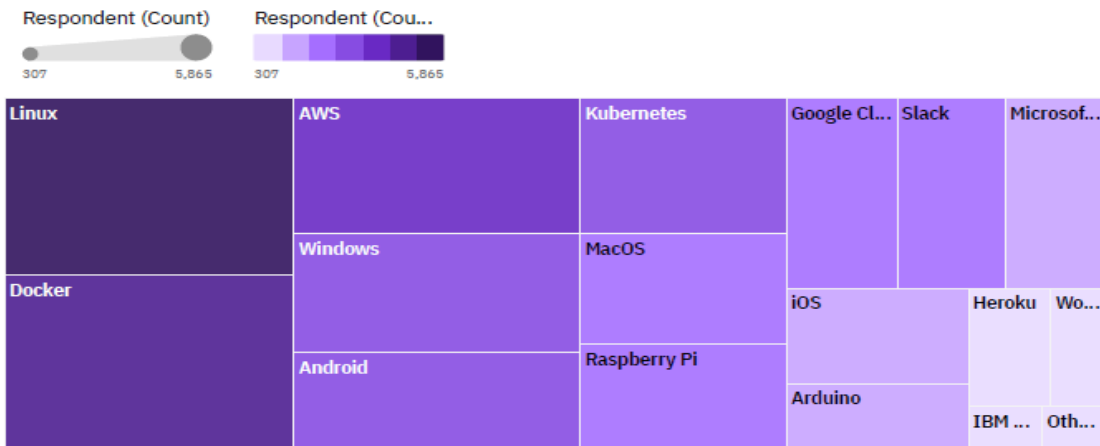 Respondent (Count)
307 5,865
Respondent (Cou...
307 5,865
Linux
Docker
AWS
Windows
Android
Kubernetes
MacOS
Raspberry Pi
Google Cl...
Slack
Microsof...
iOS
Arduino
Heroku
Wo...
IBM ...
Oth...